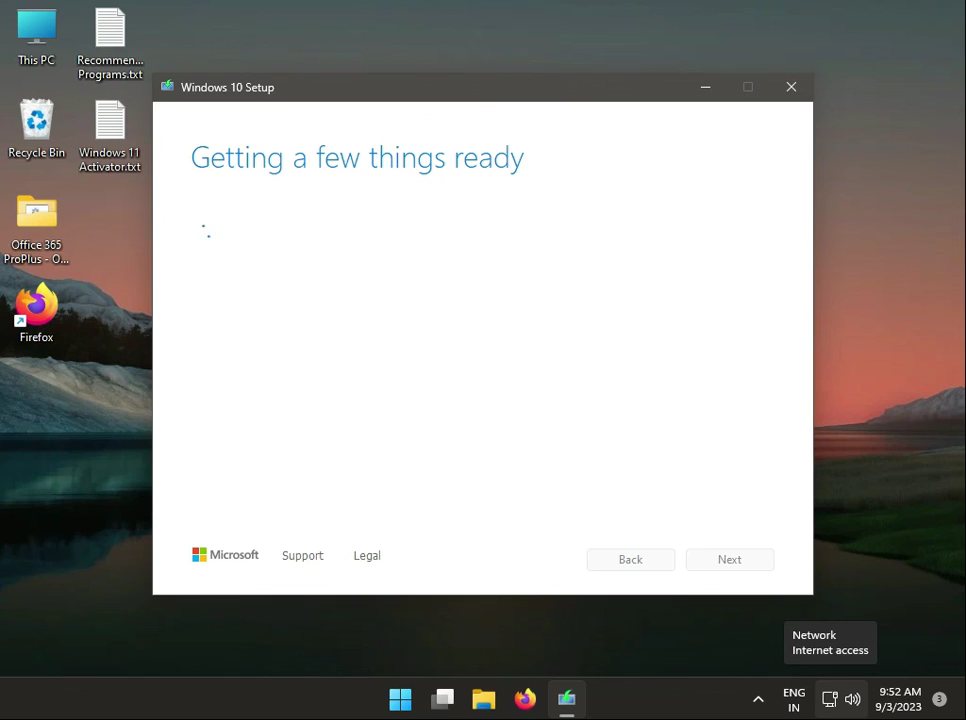 This PC
Recommen...
Programs.txt
Recycle Bin
Windows 11
Activator.txt
Office 365
ProPlus - O...
Firefox
Windows 10 Setup
Getting a few things ready
Microsoft
Support
Legal
Back
Next
Network
Internet access
ENG
IN
9:52 AM
9/3/2023
3